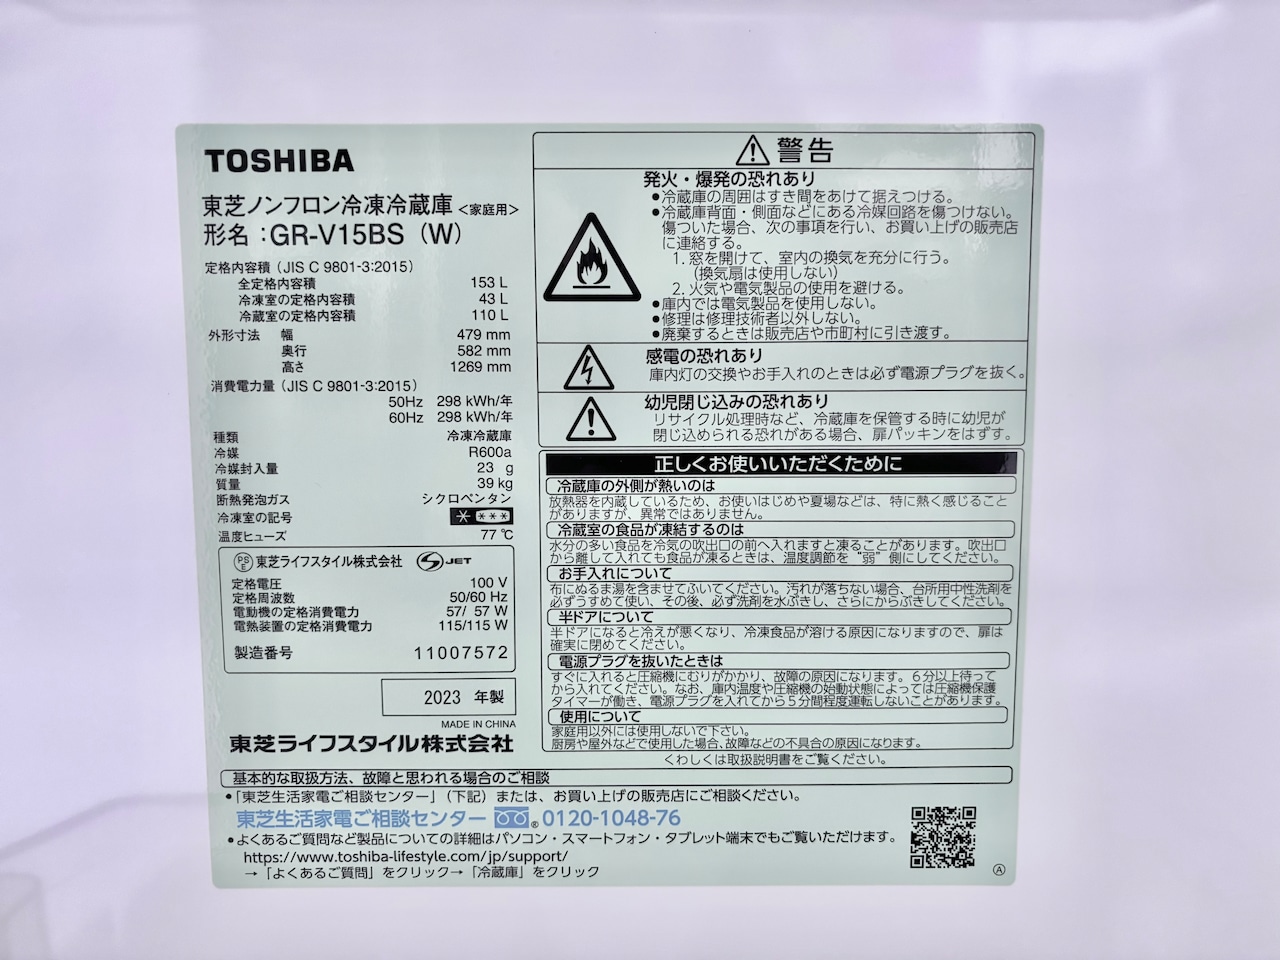 TOSHIBA
東芝ノンフロン冷凍冷蔵庫<家庭用>
形名：GR-V15BS（W）
定格内容積（JIS C 9801-3:2015）
全定格内容積 153 L
冷凍室の定格内容積 43 L
冷蔵室の定格内容積 110 L
外形寸法 幅 479 mm
奥行 582 mm
高さ 1269 mm
消費電力量（JIS C 9801-3:2015）
50Hz 298 kWh/年
60Hz 298 kWh/年
種類 冷凍冷蔵庫
冷媒 R600a
冷媒封入量 23 g
質量 39 kg
断熱発泡ガス シクロペンタン
冷凍室の記号 * ***
温度ヒューズ 77 ℃
PSE 東芝ライフスタイル株式会社 JET
定格電圧 100 V
定格周波数 50/60 Hz
電動機の定格消費電力 57/ 57 W
電熱装置の定格消費電力 115/115 W
製造番号 11007572
2023 年製
MADE IN CHINA
東芝ライフスタイル株式会社
警告
発火・爆発の恐れあり
●冷蔵庫の周囲はすき間をあけて据えつける。
●冷蔵庫背面・側面などにある冷媒回路を傷つけない。
傷ついた場合、次の事項を行い、お買い上げの販売店
に連絡する。
1. 窓を開けて、室内の換気を充分に行う。
（換気扇は使用しない）
2. 火気や電気製品の使用を避ける。
●庫内では電気製品を使用しない。
●修理は修理技術者以外しない。
●廃棄するときは販売店や市町村に引き渡す。
感電の恐れあり
庫内灯の交換やお手入れのときは必ず電源プラグを抜く。
幼児閉じ込みの恐れあり
リサイクル処理時など、冷蔵庫を保管する時に幼児が
閉じ込められる恐れがある場合、扉パッキンをはずす。
正しくお使いいただくために
冷蔵庫の外側が熱いのは
放熱器を内蔵しているため、お使いはじめや夏場などは、特に熱く感じること
がありますが、異常ではありません。
冷蔵室の食品が凍結するのは
水分の多い食品を冷気の吹出口の前へ入れますと凍ることがあります。吹出口
から離して入れても食品が凍るときは、温度調節を“弱”側にしてください。
お手入れについて
布にぬるま湯を含ませてふいてください。汚れが落ちない場合、台所用中性洗剤を
必ずうすめて使い、その後、必ず洗剤を水ぶきし、さらにからぶきしてください。
半ドアについて
半ドアになると冷えが悪くなり、冷凍食品が溶ける原因になりますので、扉は
確実に閉めてください。
電源プラグを抜いたときは
すぐに入れると圧縮機にむりがかかり、故障の原因になります。6分以上待って
から入れてください。なお、庫内温度や圧縮機の始動状態によっては圧縮機保護
タイマーが働き、電源プラグを入れてから5分間程度運転しないことがあります。
使用について
家庭用以外には使用しないで下さい。
厨房や屋外などで使用した場合、故障などの不具合の原因になります。
くわしくは取扱説明書をご覧ください。
基本的な取扱方法、故障と思われる場合のご相談
●「東芝生活家電ご相談センター」（下記）または、お買い上げの販売店にご相談ください。
東芝生活家電ご相談センター ® 0120-1048-76
●よくあるご質問など製品についての詳細はパソコン・スマートフォン・タブレット端末でもご覧いただけます。
https://www.toshiba-lifestyle.com/jp/support/
→「よくあるご質問」をクリック→「冷蔵庫」をクリック
Ⓐ